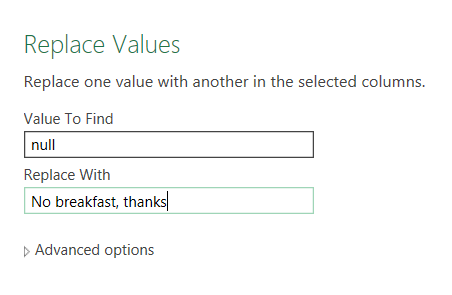 Replace Values
Replace one value with another in the selected columns.
Value To Find
null
Replace With
No breakfast, thanks
Advanced options